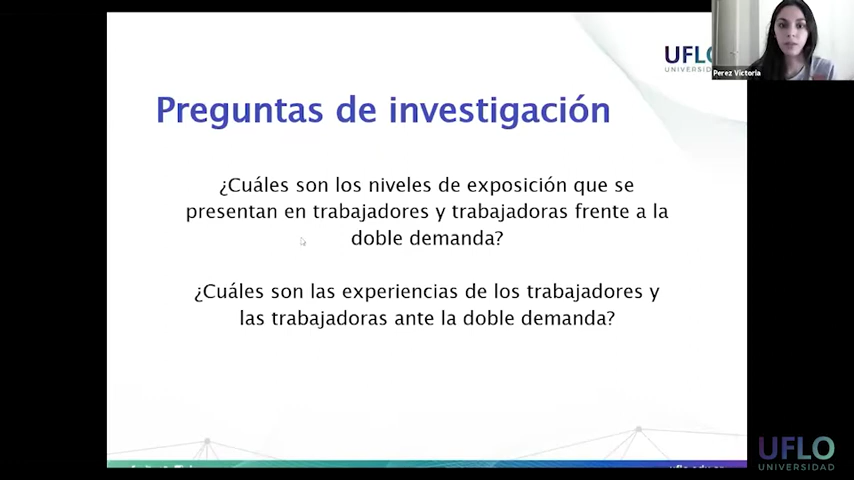 UFLO
UNIVERSIDAD
Perez Victoria
Preguntas de investigación
¿Cuáles son los niveles de exposición que se
presentan en trabajadores y trabajadoras frente a la
doble demanda?
¿Cuáles son las experiencias de los trabajadores y
las trabajadoras ante la doble demanda?
UFLO
UNIVERSIDAD